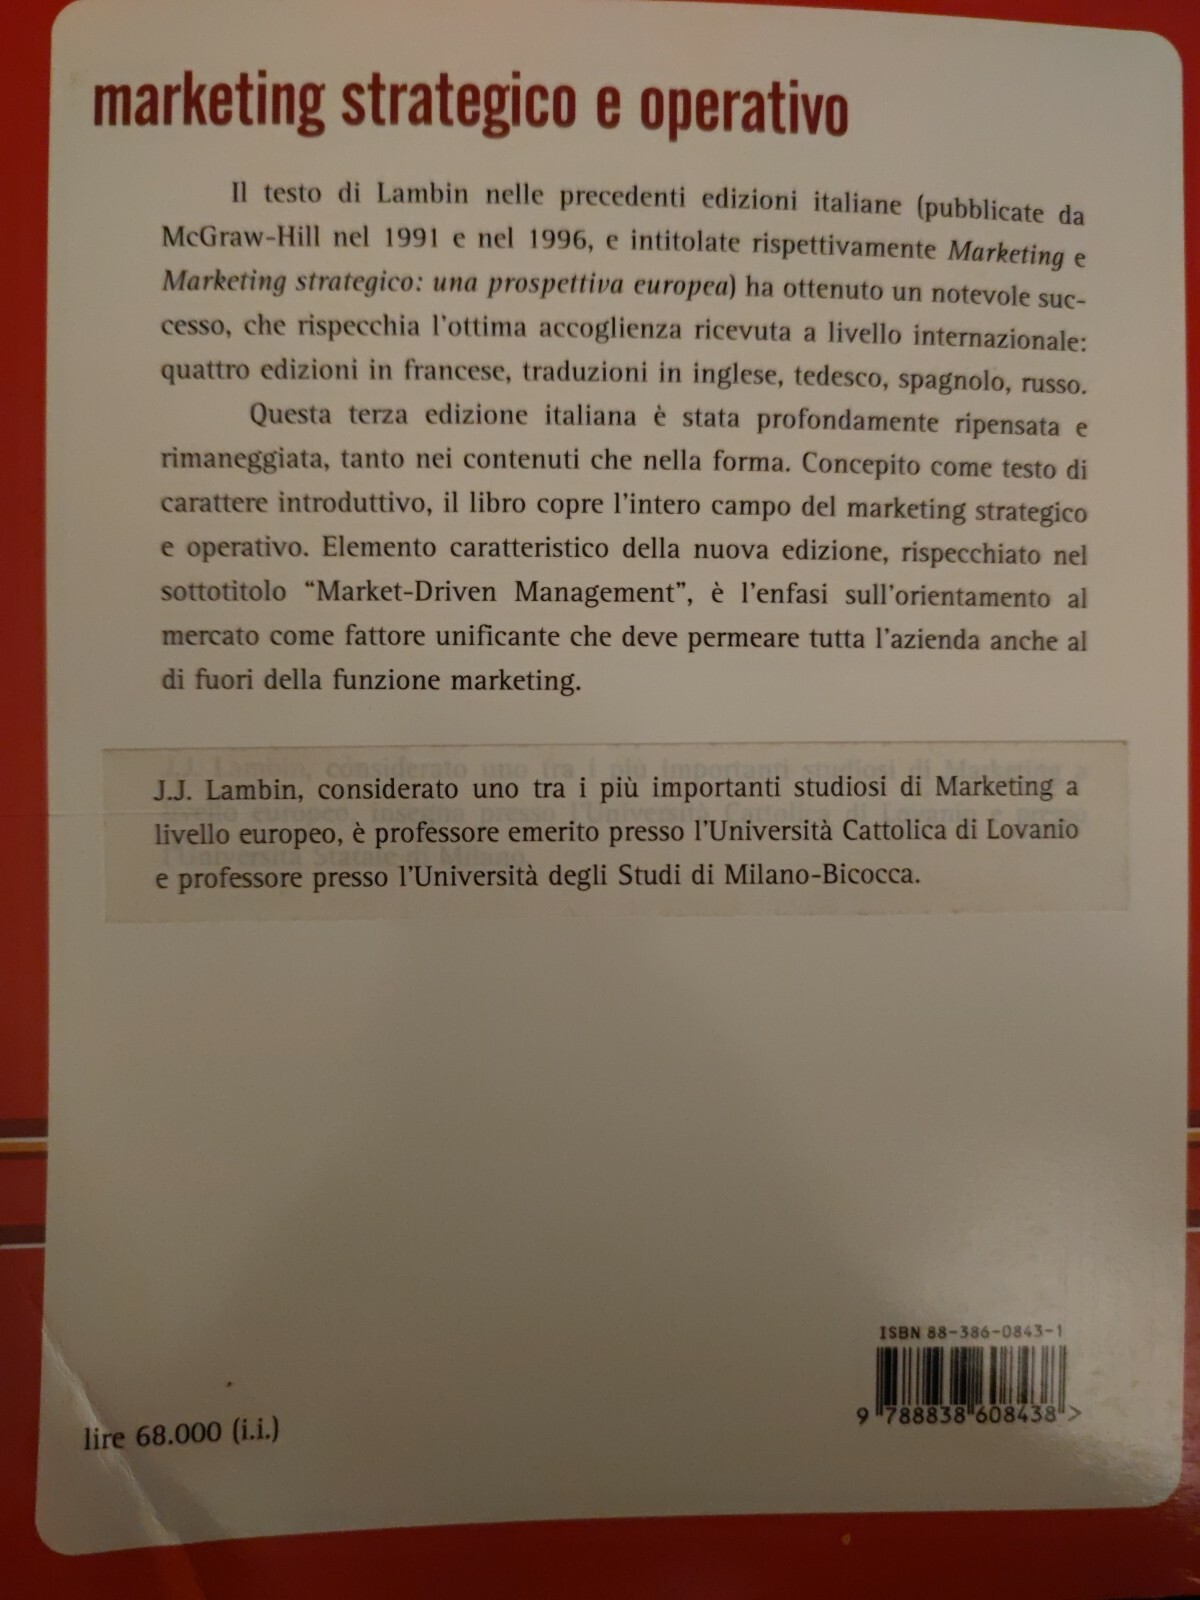 marketing strategico e operativo
Il testo di Lambin nelle precedenti edizioni italiane (pubblicate da
McGraw-Hill nel 1991 e nel 1996, e intitolate rispettivamente Marketing e
Marketing strategico: una prospettiva europea) ha ottenuto un notevole suc-
cesso, che rispecchia l'ottima accoglienza ricevuta a livello internazionale:
quattro edizioni in francese, traduzioni in inglese, tedesco, spagnolo, russo.
Questa terza edizione italiana è stata profondamente ripensata e
rimaneggiata, tanto nei contenuti che nella forma. Concepito come testo di
carattere introduttivo, il libro copre l'intero campo del marketing strategico
e operativo. Elemento caratteristico della nuova edizione, rispecchiato nel
sottotitolo “Market-Driven Management”, è l'enfasi sull'orientamento al
mercato come fattore unificante che deve permeare tutta l'azienda anche al
di fuori della funzione marketing.
J.J. Lambin, considerato uno tra i più importanti studiosi di Marketing a
livello europeo, è professore emerito presso l'Università Cattolica di Lovanio
e professore presso l'Università degli Studi di Milano-Bicocca.
ISBN 88-386-0843-1
9 788838 608438 >
lire 68.000 (i.i.)